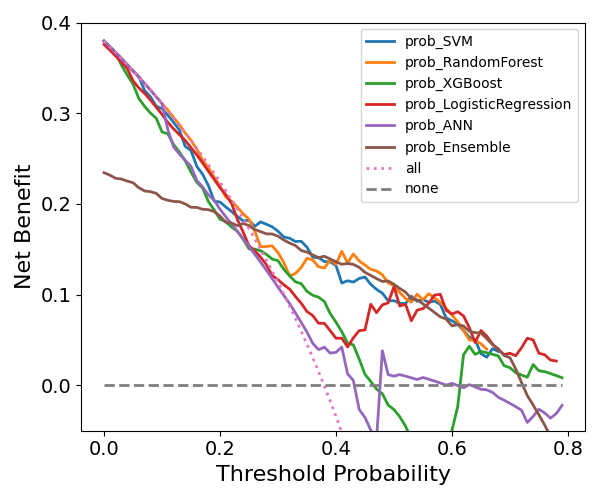 prob_SVM
prob_RandomForest
prob_XGBoost
prob_LogisticRegression
prob_ANN
prob_Ensemble
all
none
Net Benefit
0.4
0.3
0.2
0.1
0.0
0.0 0.2 0.4 0.6 0.8
Threshold Probability